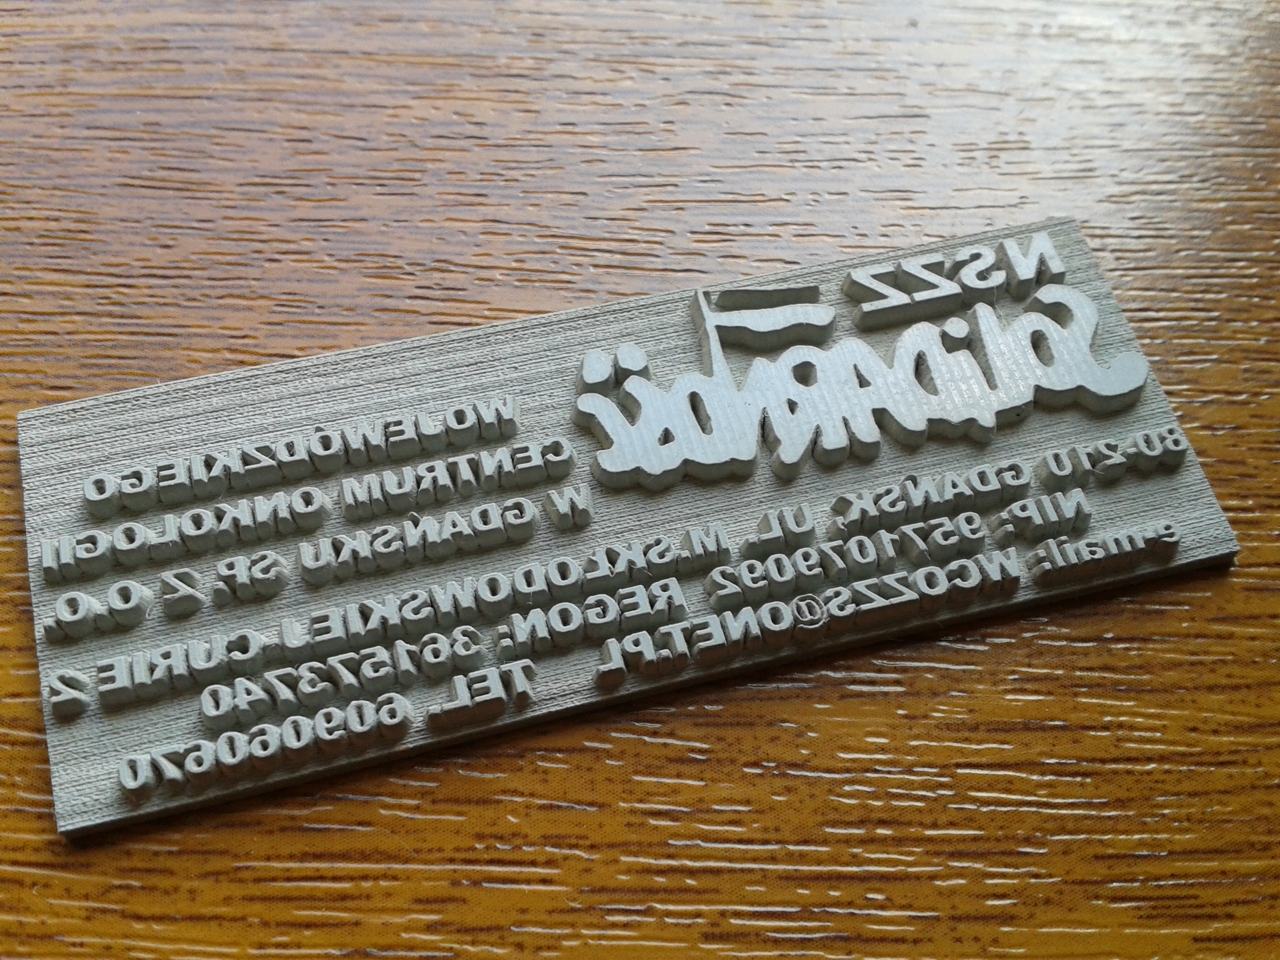 NSZZ
SoliDARNość
WOJEWÓDZKIEGO
CENTRUM ONKOLOGII
W GDAŃSKU SP. Z O.O.
80-210 GDAŃSK, UL. M.SKŁODOWSKIEJ CURIE 2
NIP: 9571079092 REGON: 361573740
e-mail: WCOZZS@ONET.PL TEL. 609060670